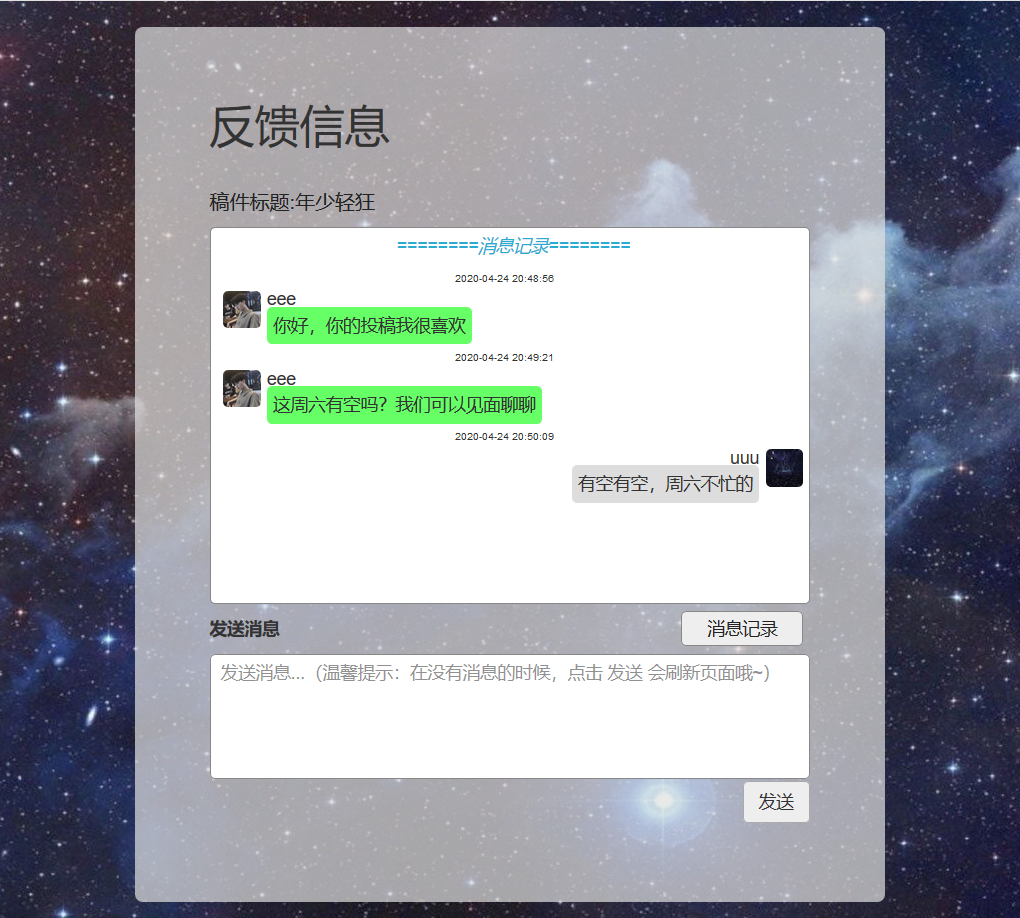 反馈信息
稿件标题:年少轻狂
========消息记录========
2020-04-24 20:48:56
eee
你好，你的投稿我很喜欢
2020-04-24 20:49:21
eee
这周六有空吗？我们可以见面聊聊
2020-04-24 20:50:09
uuu
有空有空，周六不忙的
发送消息
消息记录
发送消息...（温馨提示：在没有消息的时候，点击 发送 会刷新页面哦~）
发送